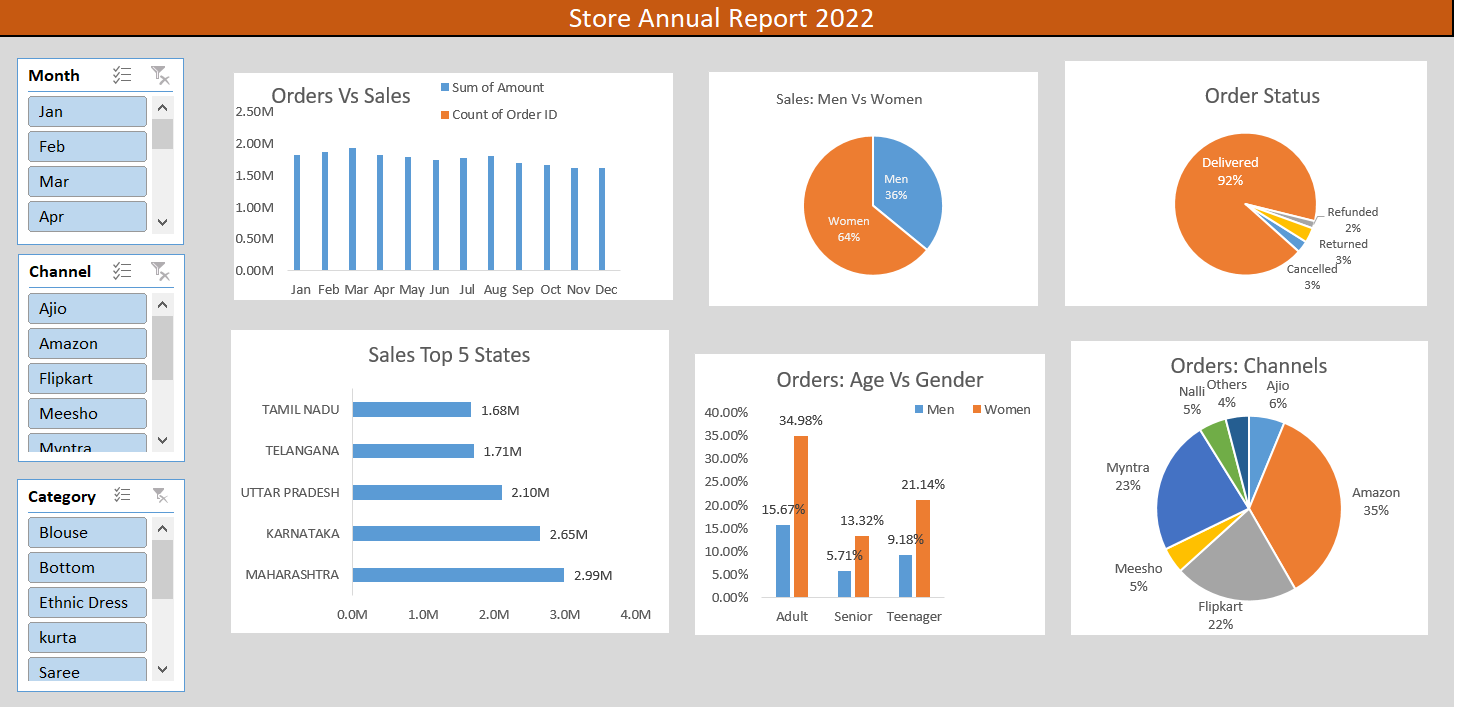 Store Annual Report 2022
Month
Jan
Feb
Mar
Apr
Channel
Ajio
Amazon
Flipkart
Meesho
Myntra
Category
Blouse
Bottom
Ethnic Dress
kurta
Saree
Orders Vs Sales
Sum of Amount
Count of Order ID
2.50M
2.00M
1.50M
1.00M
0.50M
0.00M
Jan Feb Mar Apr May Jun Jul Aug Sep Oct Nov Dec
Sales: Men Vs Women
Men
36%
Women
64%
Order Status
Delivered
92%
Refunded
2%
Returned
3%
Cancelled
3%
Sales Top 5 States
TAMIL NADU 1.68M
TELANGANA 1.71M
UTTAR PRADESH 2.10M
KARNATAKA 2.65M
MAHARASHTRA 2.99M
0.0M 1.0M 2.0M 3.0M 4.0M
Orders: Age Vs Gender
Men Women
40.00%
35.00%
30.00%
25.00%
20.00%
15.00%
10.00%
5.00%
0.00%
34.98%
15.67%
13.32%
5.71%
21.14%
9.18%
Adult Senior Teenager
Orders: Channels
Nalli
5%
Others
4%
Ajio
6%
Myntra
23%
Amazon
35%
Meesho
5%
Flipkart
22%